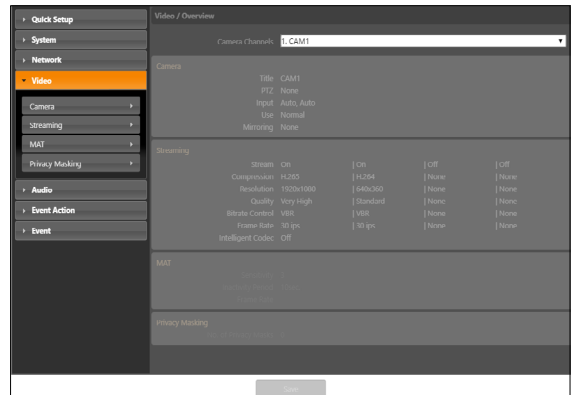 Quick Setup
System
Network
Video
Camera
Streaming
MAT
Privacy Masking
Audio
Event Action
Event
Video / Overview
Camera Channels 1. CAM1
Camera
Title CAM1
PTZ None
Input Auto, Auto
Use Normal
Mirroring None
Streaming
Stream On | On | Off | Off
Compression H.265 | H.264 | None | None
Resolution 1920x1080 | 640x360 | None | None
Quality Very High | Standard | None | None
Bitrate Control VBR | VBR | None | None
Frame Rate 30 ips | 30 ips | None | None
Intelligent Codec Off
MAT
Privacy Masking
Save